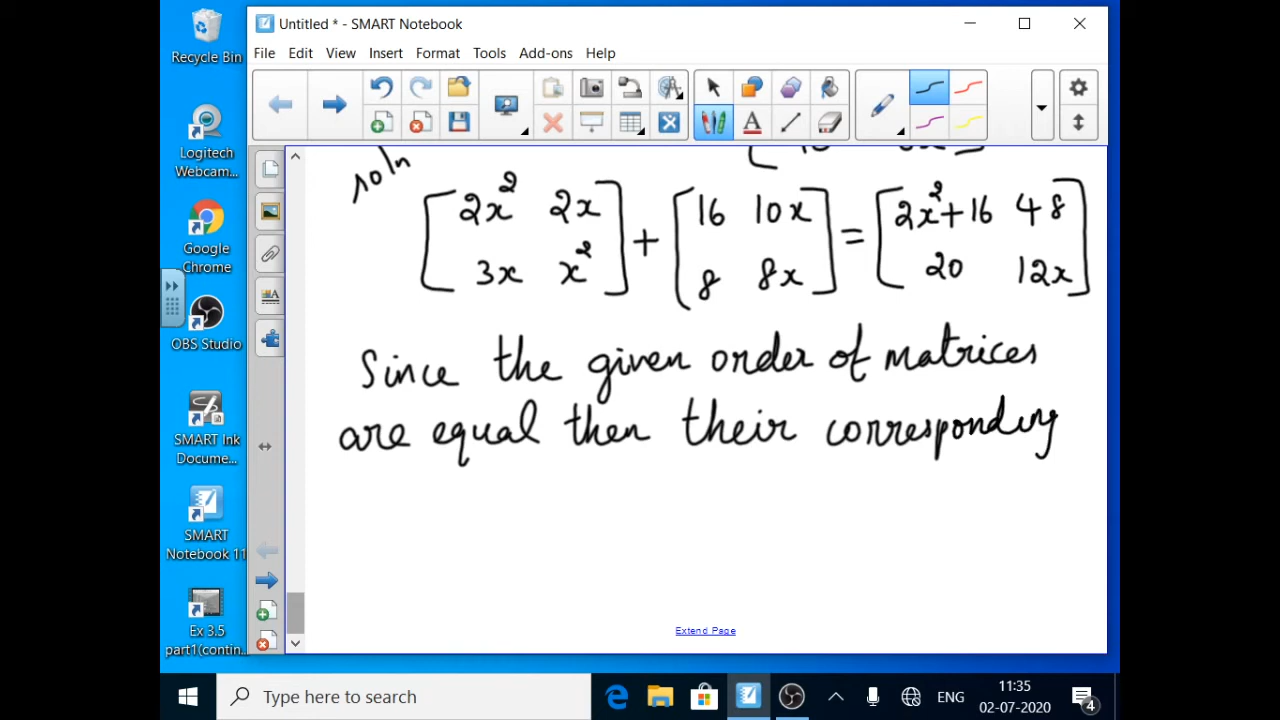 Recycle Bin
Logitech
Webcam...
Google
Chrome
OBS Studio
SMART Ink
Docume...
SMART
Notebook 11
Ex 3.5
part1(contin...
Untitled * - SMART Notebook
File Edit View Insert Format Tools Add-ons Help
soln
[2x² 2x] + [16 10x] = [2x²+16 48]
[3x x²] [8 8x] [20 12x]
Since the given order of matrices
are equal then their corresponding
Extend Page
Type here to search
ENG
11:35
02-07-2020
4